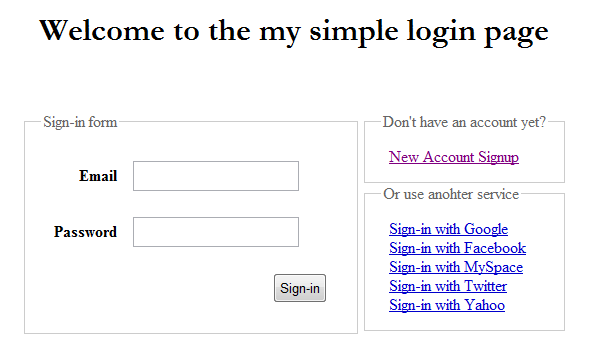 Welcome to the my simple login page
Sign-in form
Email
Password
Sign-in
Don't have an account yet?
New Account Signup
Or use anohter service
Sign-in with Google
Sign-in with Facebook
Sign-in with MySpace
Sign-in with Twitter
Sign-in with Yahoo